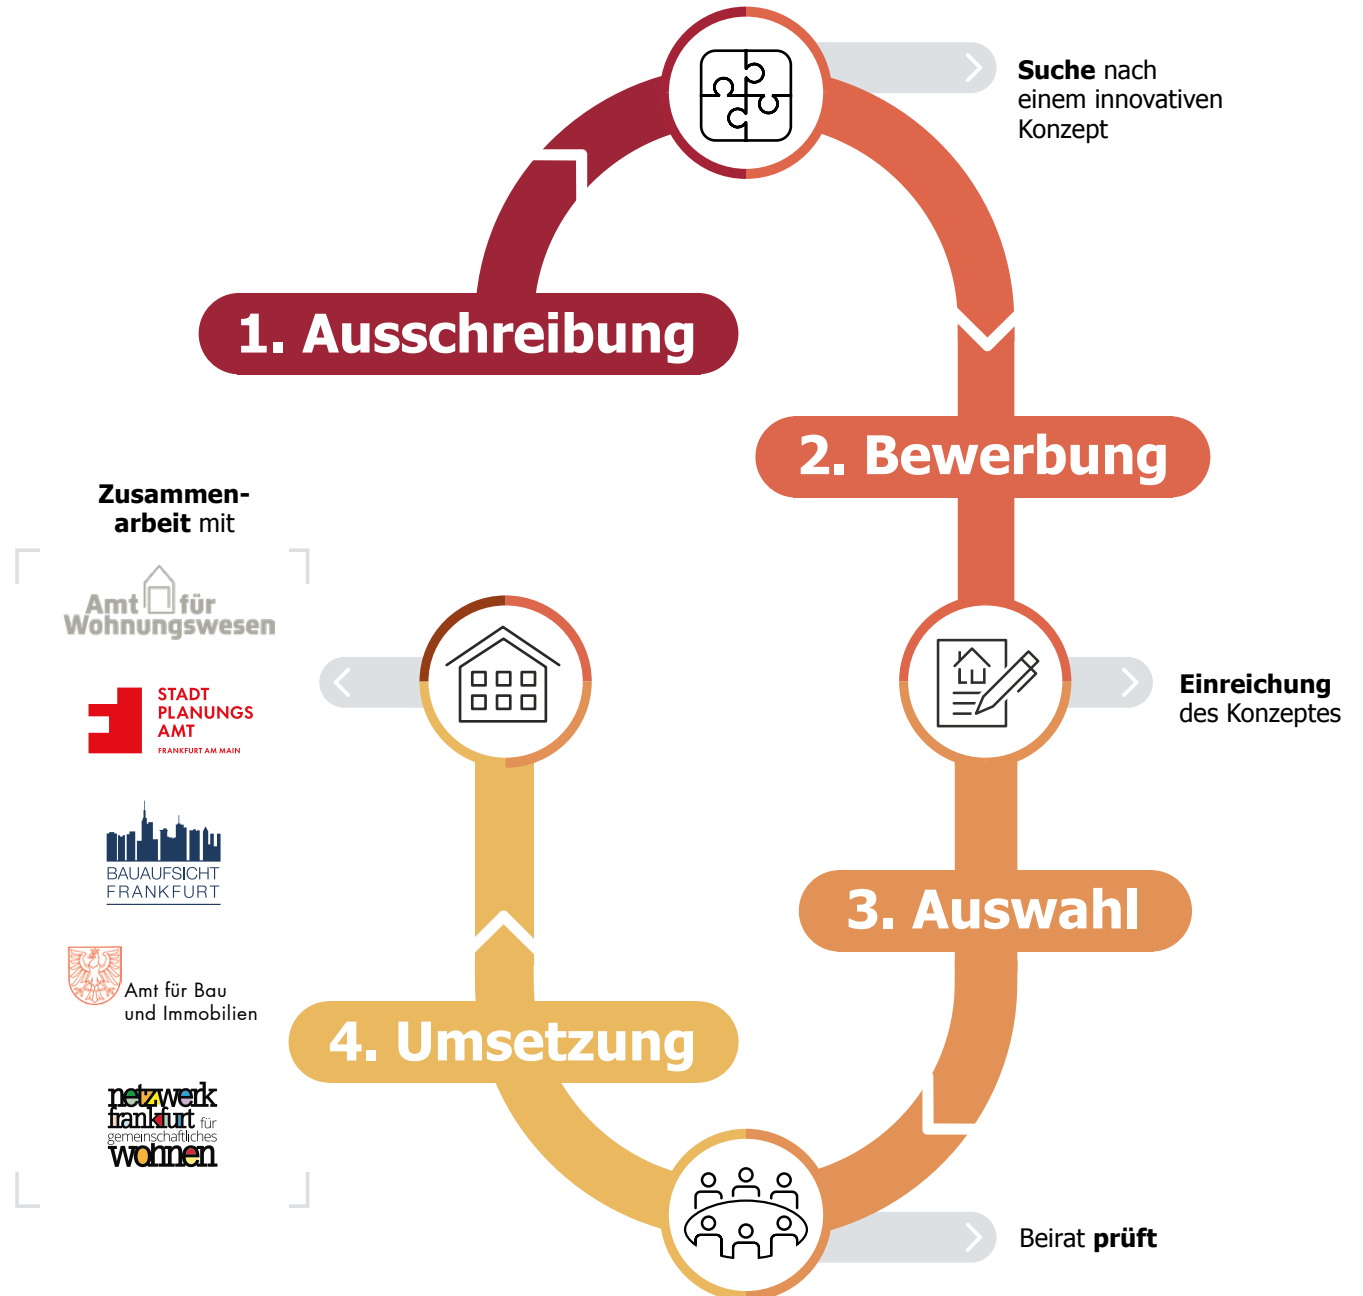 Suche nach
einem innovativen
Konzept
1. Ausschreibung
2. Bewerbung
Einreichung
des Konzeptes
3. Auswahl
Beirat prüft
4. Umsetzung
Zusammen-
arbeit mit
Amt für
Wohnungswesen
STADT
PLANUNGS
AMT
FRANKFURT AM MAIN
BAUAUFSICHT
FRANKFURT
Amt für Bau
und Immobilien
netzwerk
frankfurt für
gemeinschaftliches
wohnen